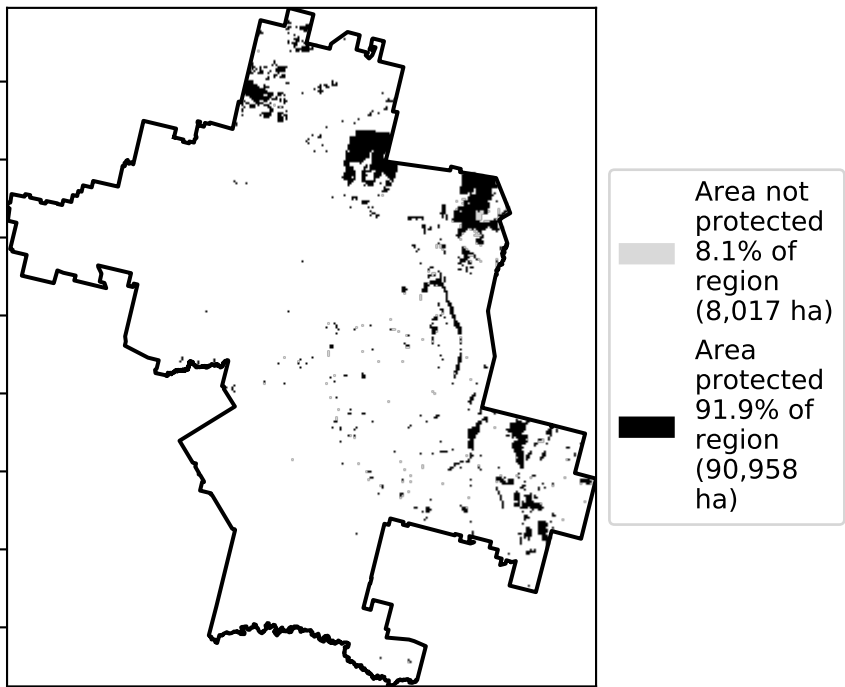 Area not
protected
8.1% of
region
(8,017 ha)
Area
protected
91.9% of
region
(90,958
ha)